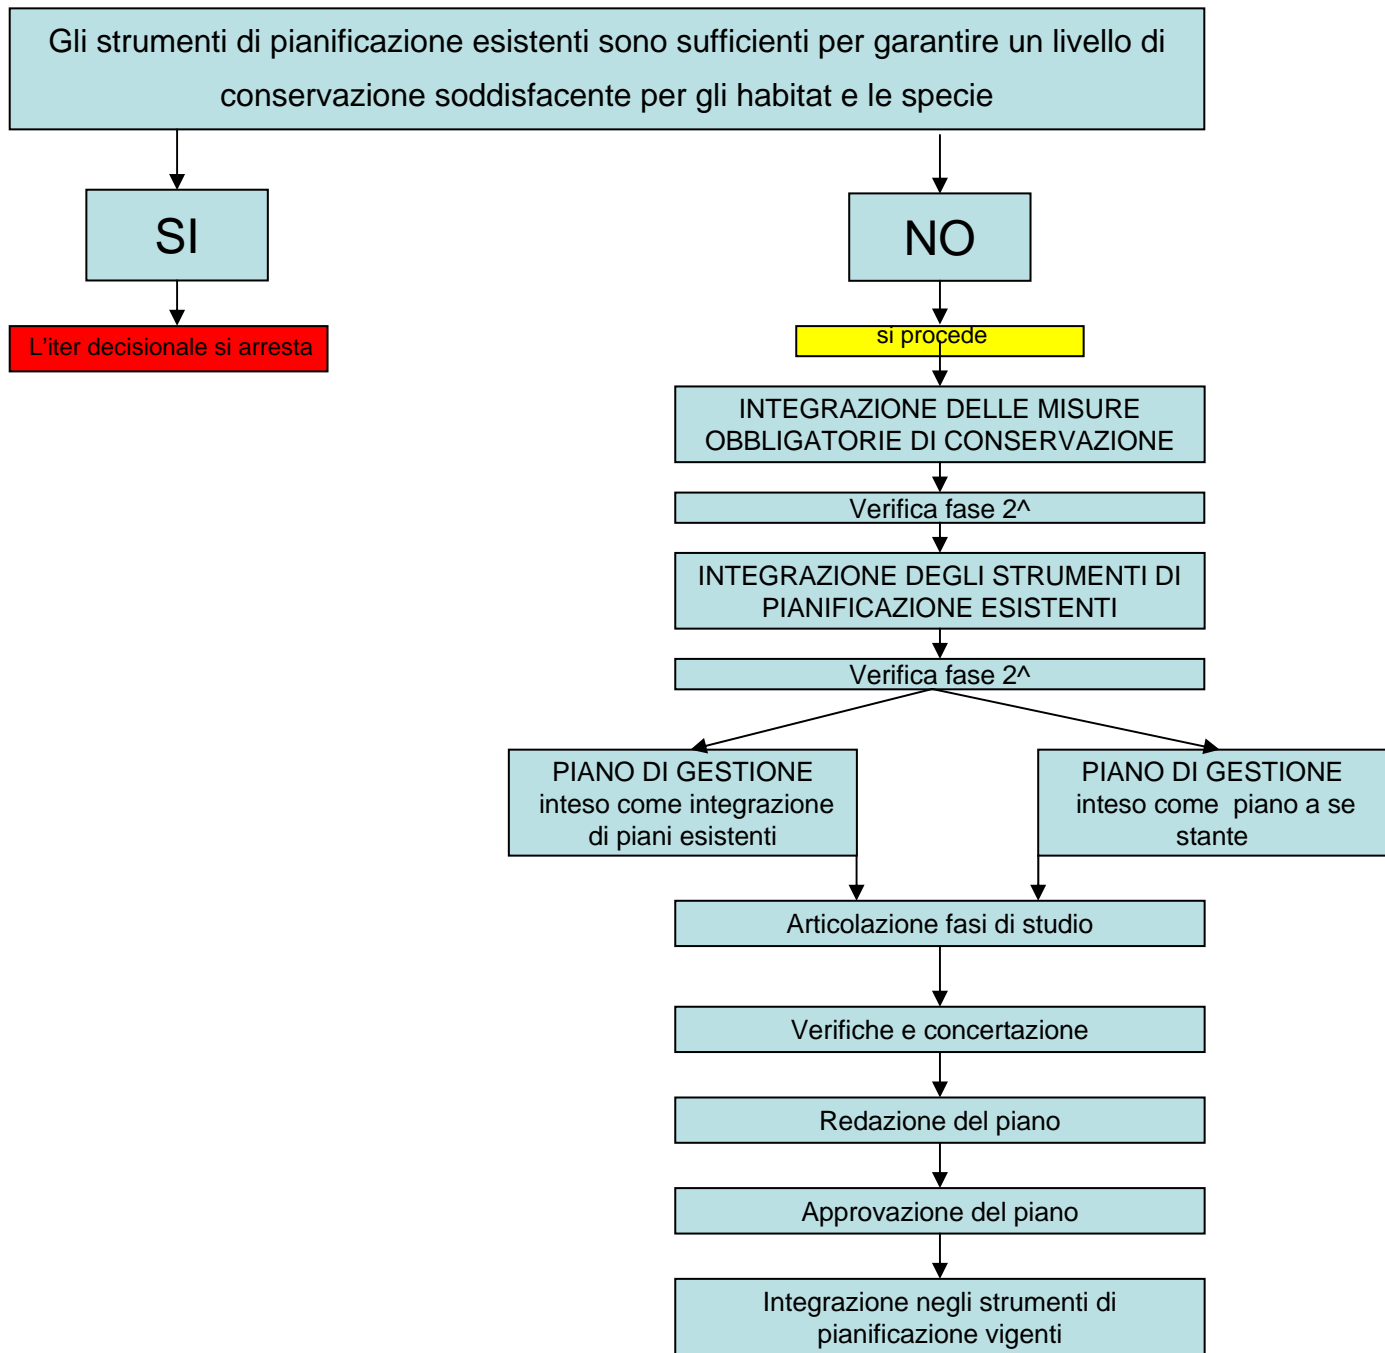 Gli strumenti di pianificazione esistenti sono sufficienti per garantire un livello di
conservazione soddisfacente per gli habitat e le specie
SI
NO
L'iter decisionale si arresta
si procede
INTEGRAZIONE DELLE MISURE
OBBLIGATORIE DI CONSERVAZIONE
Verifica fase 2^
INTEGRAZIONE DEGLI STRUMENTI DI
PIANIFICAZIONE ESISTENTI
Verifica fase 2^
PIANO DI GESTIONE
inteso come integrazione
di piani esistenti
PIANO DI GESTIONE
inteso come piano a se
stante
Articolazione fasi di studio
Verifiche e concertazione
Redazione del piano
Approvazione del piano
Integrazione negli strumenti di
pianificazione vigenti